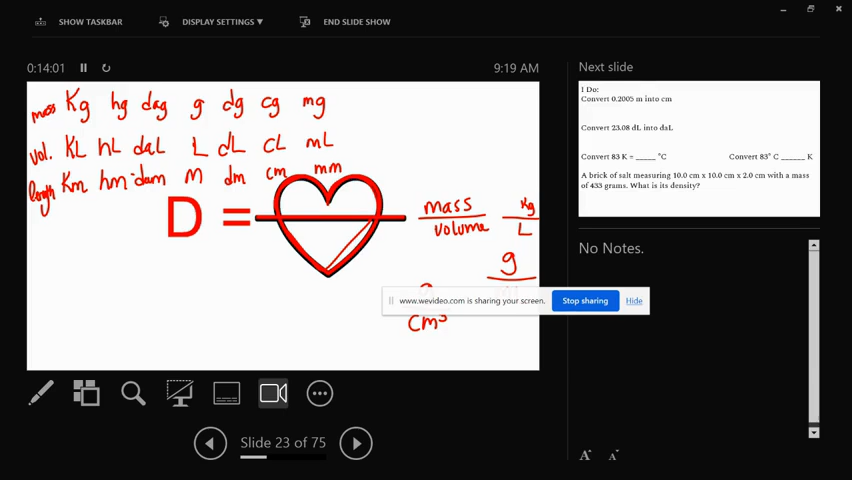 SHOW TASKBAR
DISPLAY SETTINGS ▼
END SLIDE SHOW
0:14:01
9:19 AM
mass Kg hg dag g dg cg mg
vol. KL hL daL L dL cL mL
length Km hm dam M dm cm mm
D =
mass
volume
Kg
L
g
cm³
www.wevideo.com is sharing your screen.
Stop sharing
Hide
Slide 23 of 75
Next slide
I Do:
Convert 0.2005 m into cm
Convert 23.08 dL into daL
Convert 83 K = _____ °C Convert 83° C ______ K
A brick of salt measuring 10.0 cm x 10.0 cm x 2.0 cm with a mass
of 433 grams. What is its density?
No Notes.
A A